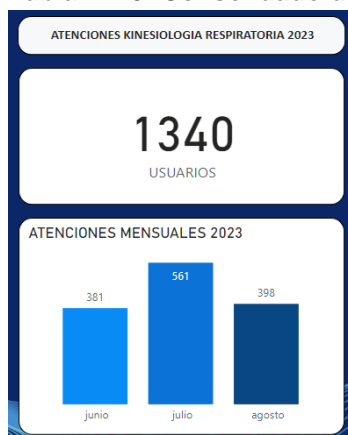 ATENCIONES KINESIOLOGIA RESPIRATORIA 2023
1340
USUARIOS
ATENCIONES MENSUALES 2023
561
381
398
junio julio agosto